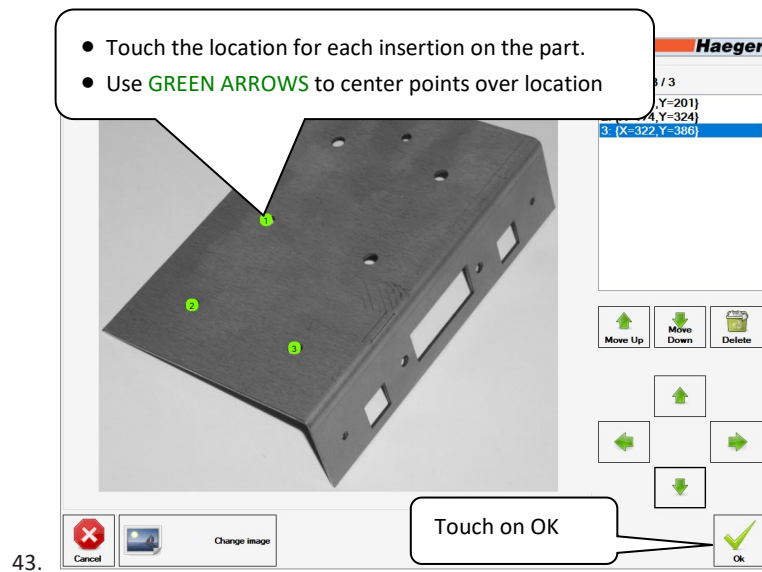 • Touch the location for each insertion on the part.
• Use GREEN ARROWS to center points over location
Haeger
/ 3
,Y=201}
,Y=324}
3: {X=322,Y=386}
1
2
3
Move Up
Move Down
Delete
Cancel
Change image
Touch on OK
Ok
43.